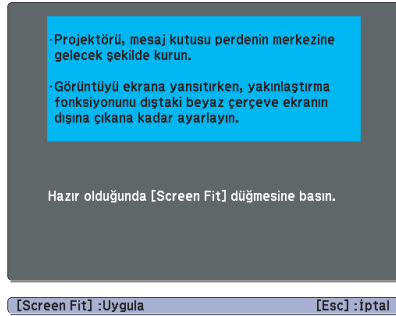 ·Projektörü, mesaj kutusu perdenin merkezine
gelecek şekilde kurun.
·Görüntüyü ekrana yansıtırken, yakınlaştırma
fonksiyonunu dıştaki beyaz çerçeve ekranın
dışına çıkana kadar ayarlayın.
Hazır olduğunda [Screen Fit] düğmesine basın.
[Screen Fit] :Uygula [Esc] :İptal